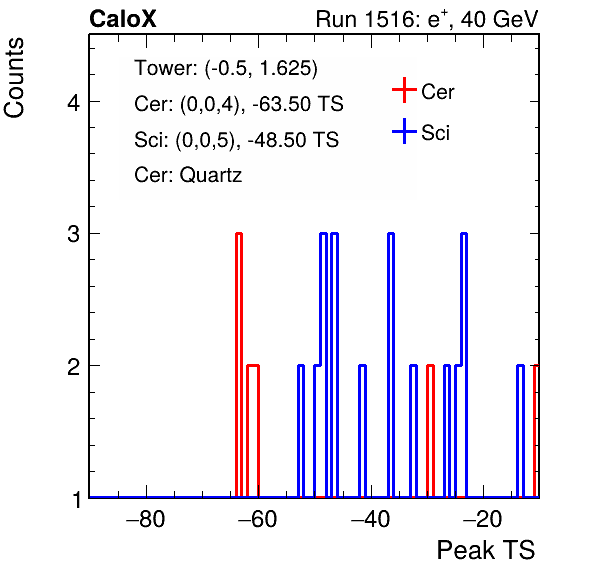 CaloX Run 1516: e+, 40 GeV
Counts
Tower: (-0.5, 1.625)
Cer: (0,0,4), -63.50 TS
Sci: (0,0,5), -48.50 TS
Cer: Quartz
Cer
Sci
4
3
2
1
−80 −60 −40 −20
Peak TS